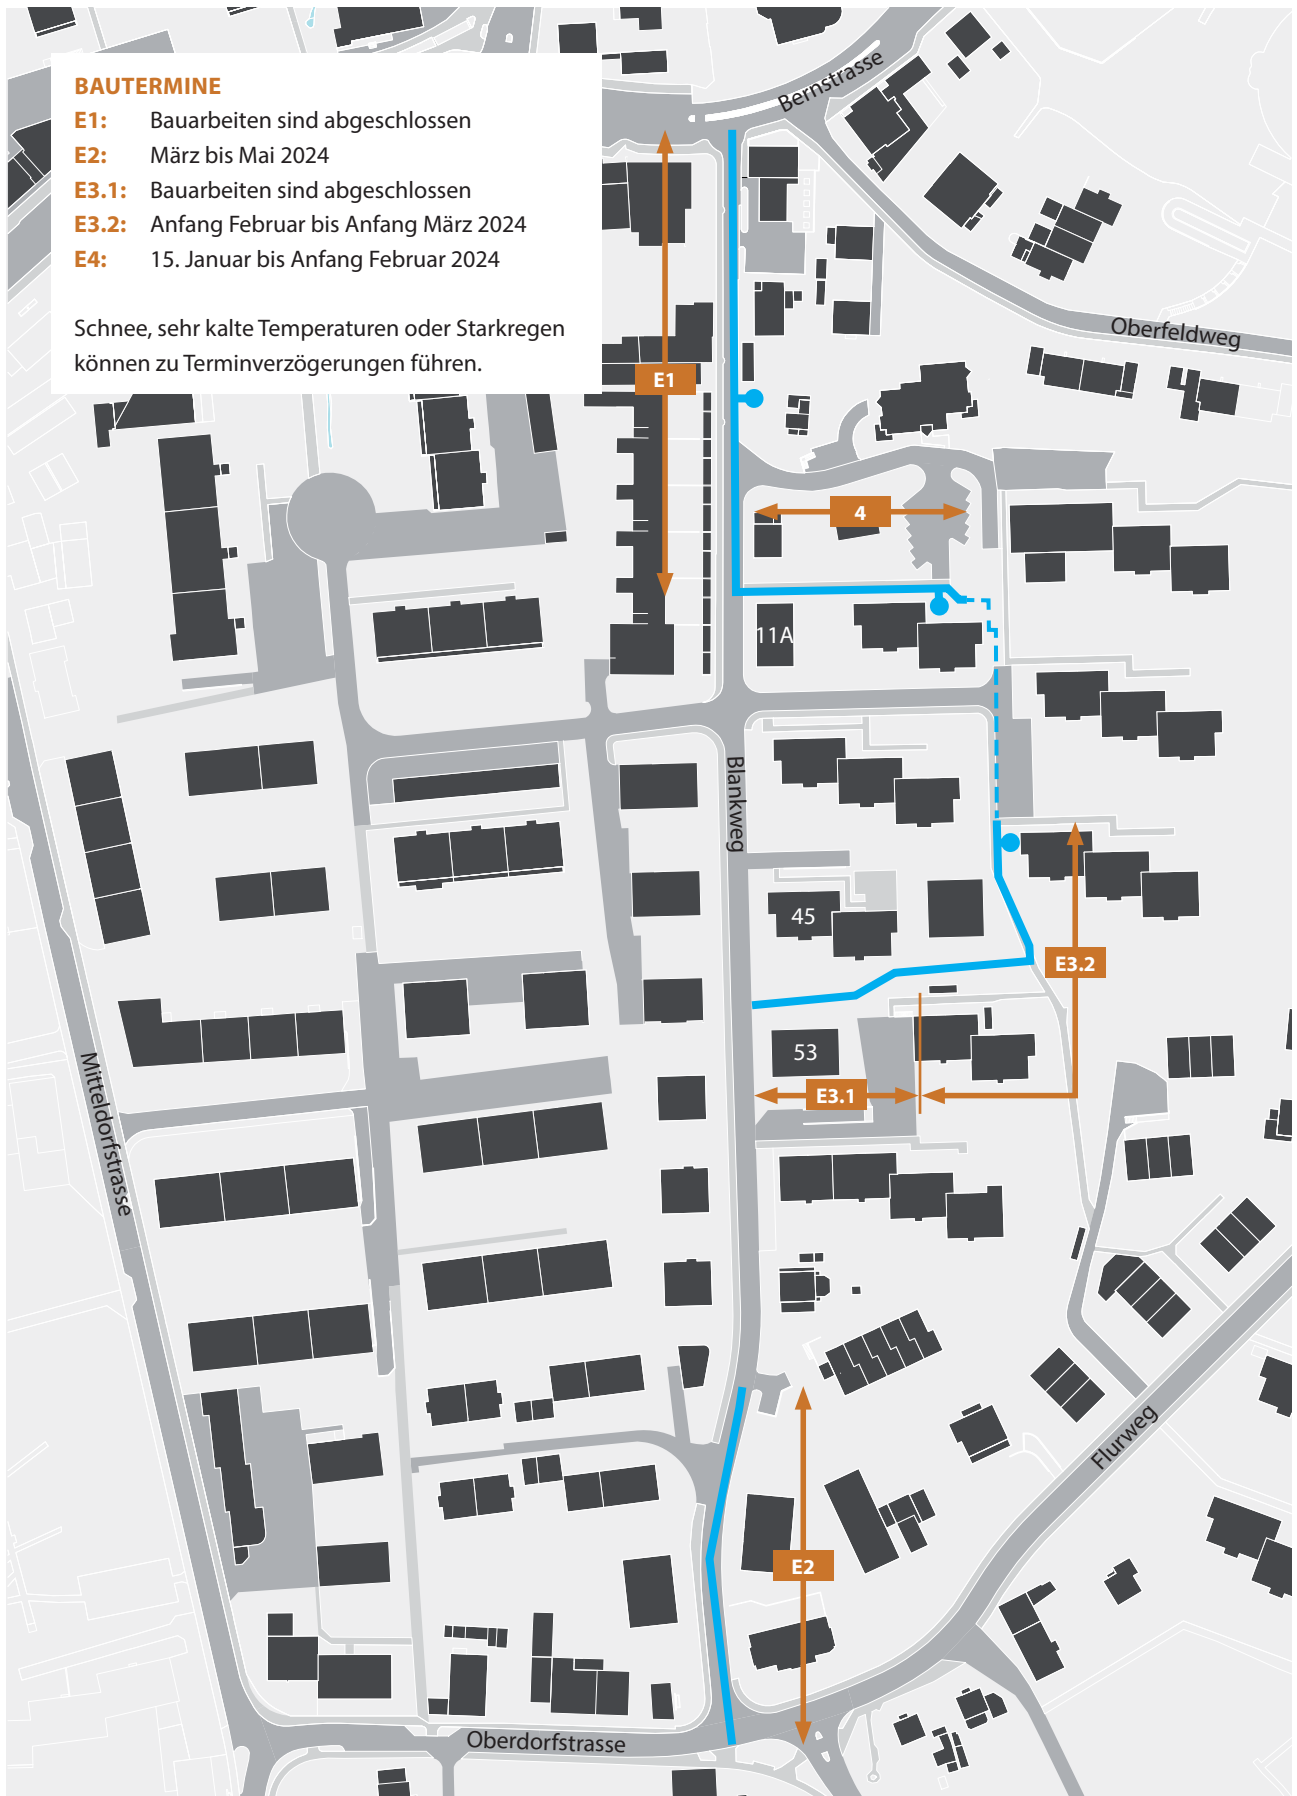 BAUTERMINE
E1: Bauarbeiten sind abgeschlossen
E2: März bis Mai 2024
E3.1: Bauarbeiten sind abgeschlossen
E3.2: Anfang Februar bis Anfang März 2024
E4: 15. Januar bis Anfang Februar 2024
Schnee, sehr kalte Temperaturen oder Starkregen
können zu Terminverzögerungen führen.
Bernstrasse
Oberfeldweg
E1
4
11A
Blankweg
45
E3.2
53
E3.1
Mitteldorfstrasse
Flurweg
E2
Oberdorfstrasse